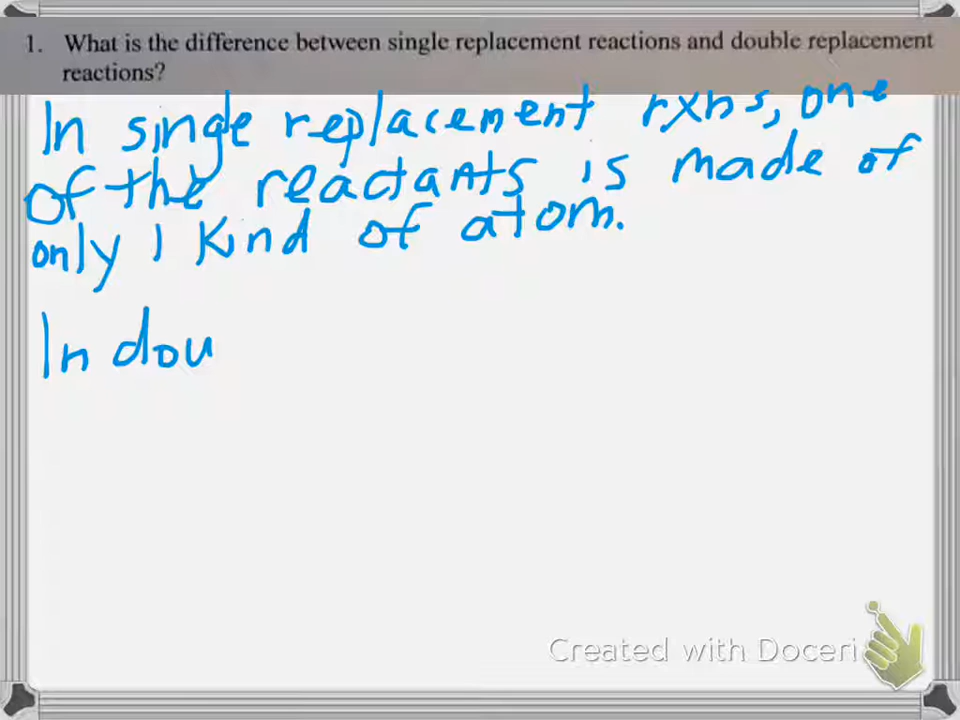 1. What is the difference between single replacement reactions and double replacement
reactions?
In single replacement rxns, one
of the reactants is made of
only 1 kind of atom.
In dou
Created with Doceri